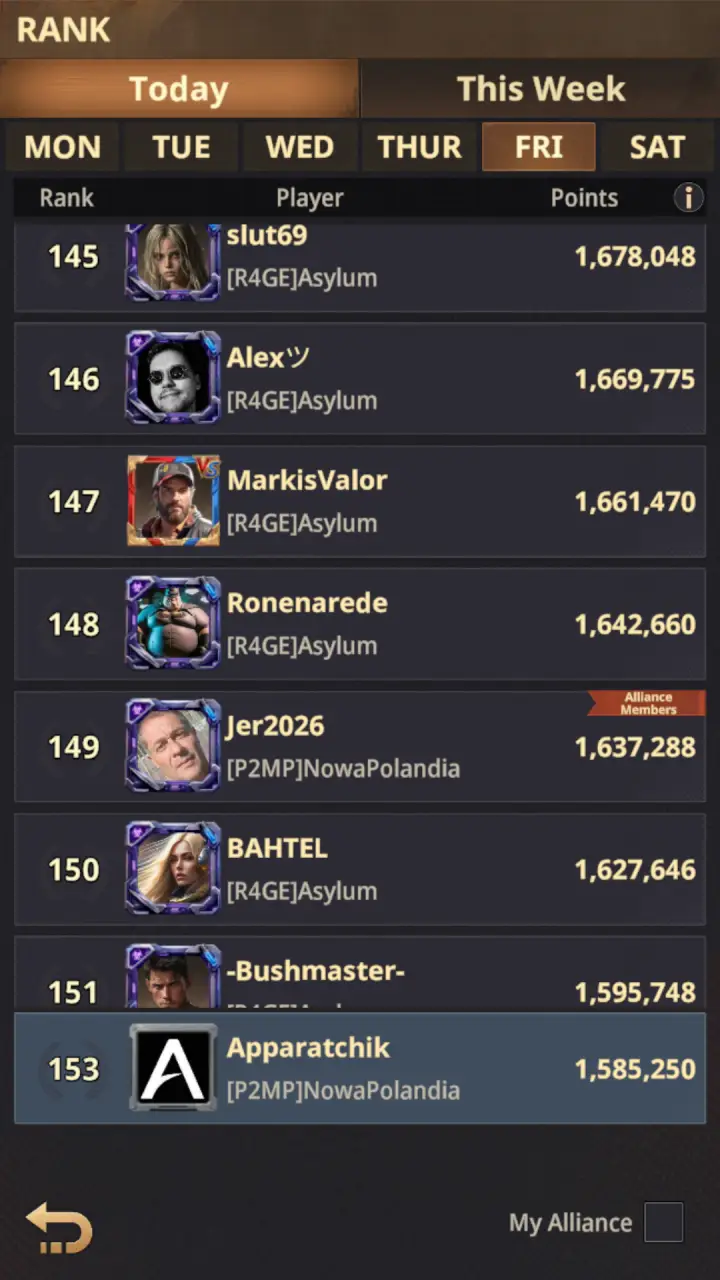 RANK
Today This Week
MON TUE WED THUR FRI SAT
Rank Player Points
145 slut69 1,678,048
[R4GE]Asylum
146 Alexツ 1,669,775
[R4GE]Asylum
VS
147 MarkisValor 1,661,470
[R4GE]Asylum
148 Ronenarede 1,642,660
[R4GE]Asylum
Alliance
Members
149 Jer2026 1,637,288
[P2MP]NowaPolandia
150 BAHTEL 1,627,646
[R4GE]Asylum
151 -Bushmaster- 1,595,748
153 Apparatchik 1,585,250
[P2MP]NowaPolandia
My Alliance